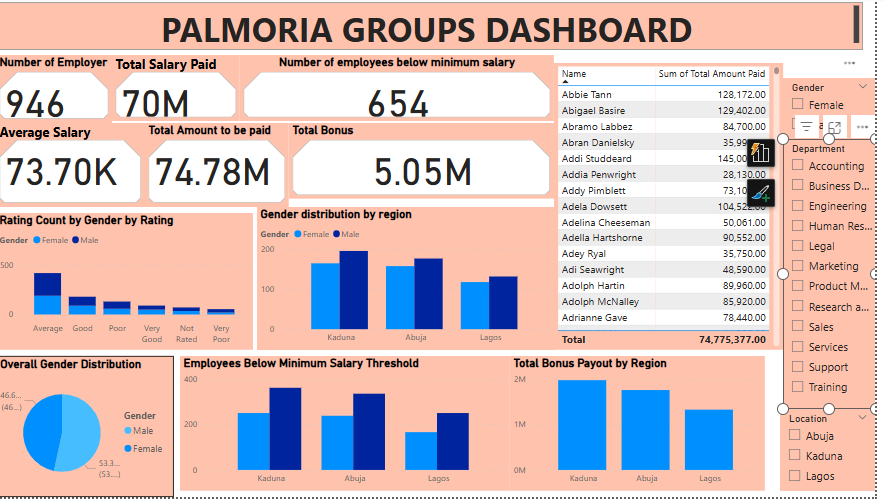 PALMORIA GROUPS DASHBOARD
Number of Employer
946
Total Salary Paid
70M
Number of employees below minimum salary
654
Average Salary
73.70K
Total Amount to be paid
74.78M
Total Bonus
5.05M
Name Sum of Total Amount Paid
Abbie Tann 128,172.00
Abigael Basire 129,402.00
Abramo Labbez 84,700.00
Abran Danielsky 35,99
Addi Studdeard 145,00
Addia Penwright 28,130.00
Addy Pimblett 73,10
Adela Dowsett 104,522.00
Adelina Cheeseman 50,061.00
Adella Hartshorne 90,552.00
Adey Ryal 35,750.00
Adi Seawright 48,590.00
Adolph Hartin 89,960.00
Adolph McNalley 85,920.00
Adrianne Gave 78,440.00
Total 74,775,377.00
Gender
Female
Department
Accounting
Business D...
Engineering
Human Res...
Legal
Marketing
Product M...
Research a...
Sales
Services
Support
Training
Location
Abuja
Kaduna
Lagos
Rating Count by Gender by Rating
Gender Female Male
500
0
Average Good Poor Very Good Not Rated Very Poor
Gender distribution by region
Gender Female Male
200
100
0
Kaduna Abuja Lagos
Overall Gender Distribution
46.6...
(46...)
53.3...
(53....)
Gender
Male
Female
Employees Below Minimum Salary Threshold
400
200
0
Kaduna Abuja Lagos
Total Bonus Payout by Region
2M
1M
0M
Kaduna Abuja Lagos